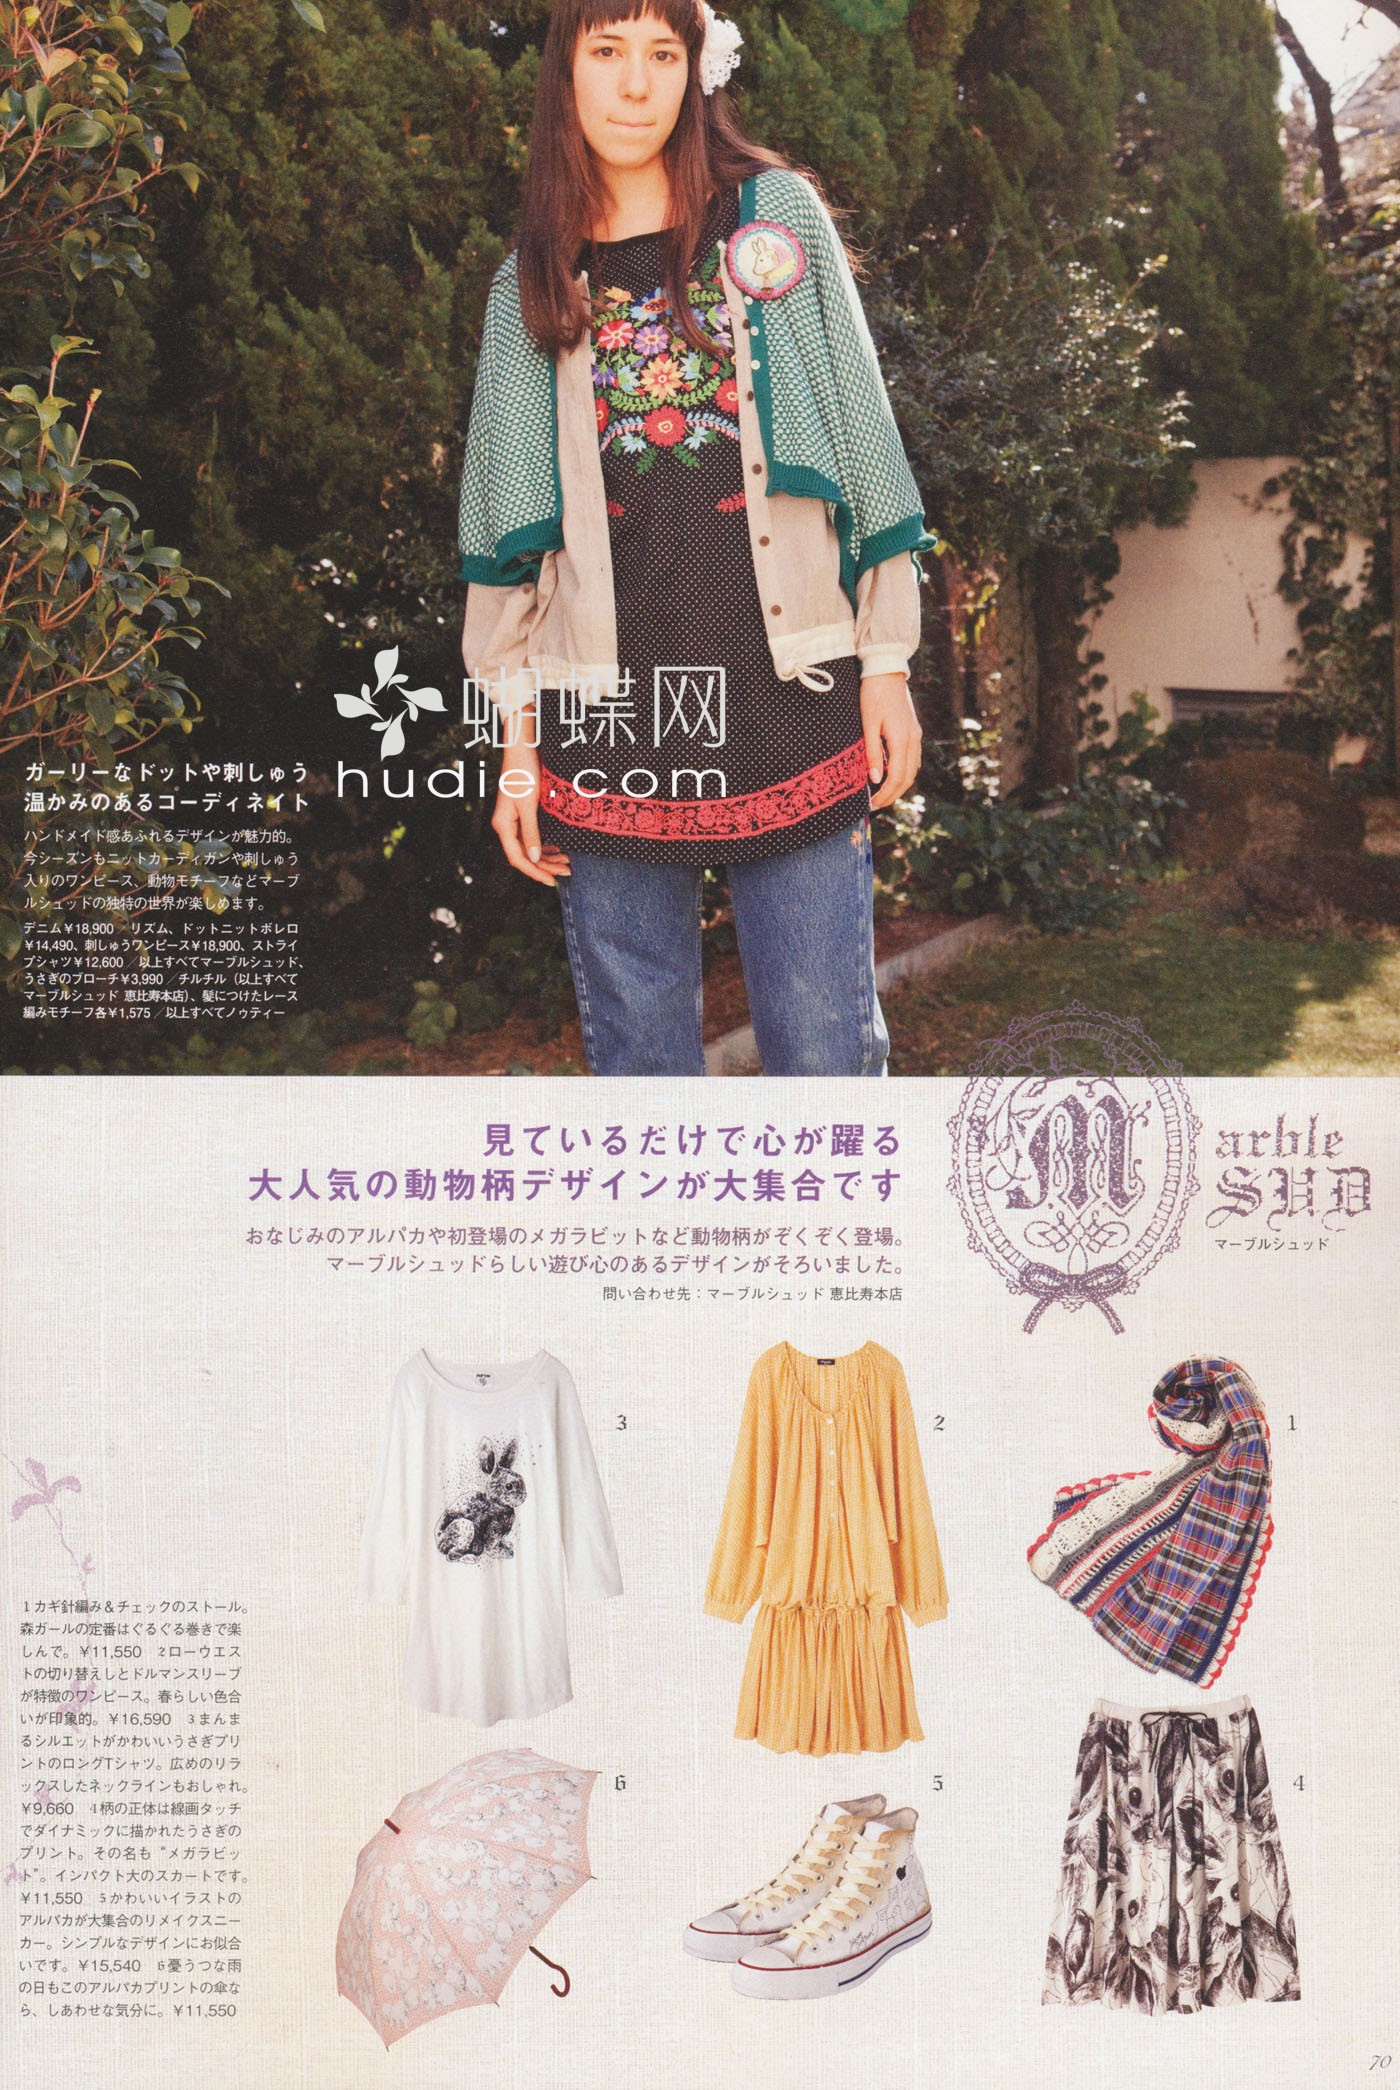 蝴蝶网
hudie.com
ガーリーなドットや刺しゅう
温かみのあるコーディネイト
ハンドメイド感あふれるデザインが魅力的。
今シーズンもニットカーディガンや刺しゅう
入りのワンピース、動物モチーフなどマーブ
ルシュッドの独特の世界が楽しめます。
デニム¥18,900／リズム、ドットニットボレロ
¥14,490、刺しゅうワンピース¥18,900、ストライ
プシャツ¥12,600／以上すべてマーブルシュッド、
うさぎのブローチ¥3,990／チルチル（以上すべて
マーブルシュッド 恵比寿本店）、髪につけたレース
編みモチーフ各¥1,575／以上すべてノゥティー
見ているだけで心が躍る
大人気の動物柄デザインが大集合です
おなじみのアルパカや初登場のメガラビットなど動物柄がぞくぞく登場。
マーブルシュッドらしい遊び心のあるデザインがそろいました。
問い合わせ先：マーブルシュッド 恵比寿本店
M
arble
SUD
マーブルシュッド
3
2
1
6
5
4
1カギ針編み＆チェックのストール。
森ガールの定番はぐるぐる巻きで楽
しんで。¥11,550　2ローウエス
トの切り替えしとドルマンスリーブ
が特徴のワンピース。春らしい色合
いが印象的。¥16,590　3まんま
るシルエットがかわいいうさぎプリ
ントのロングTシャツ。広めのリラ
ックスしたネックラインもおしゃれ。
¥9,660　4柄の正体は線画タッチ
でダイナミックに描かれたうさぎの
プリント。その名も“メガラビッ
ト”。インパクト大のスカートです。
¥11,550　5かわいいイラストの
アルパカが大集合のリメイクスニー
カー。シンプルなデザインにお似合
いです。¥15,540　6憂うつな雨
の日もこのアルパカプリントの傘な
ら、しあわせな気分に。¥11,550
70